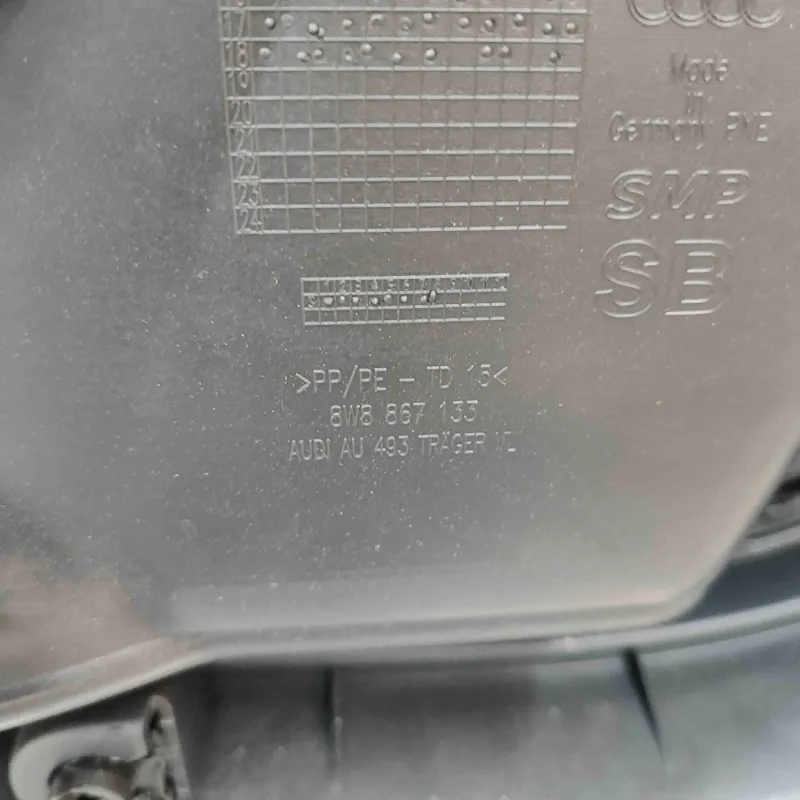 17
18
19
20
21
22
23
24
Made
in
Germany PME
SMP
SB
>PP/PE - TD 15<
8W8 867 133
AUDI AU 493 TRÄGER VL